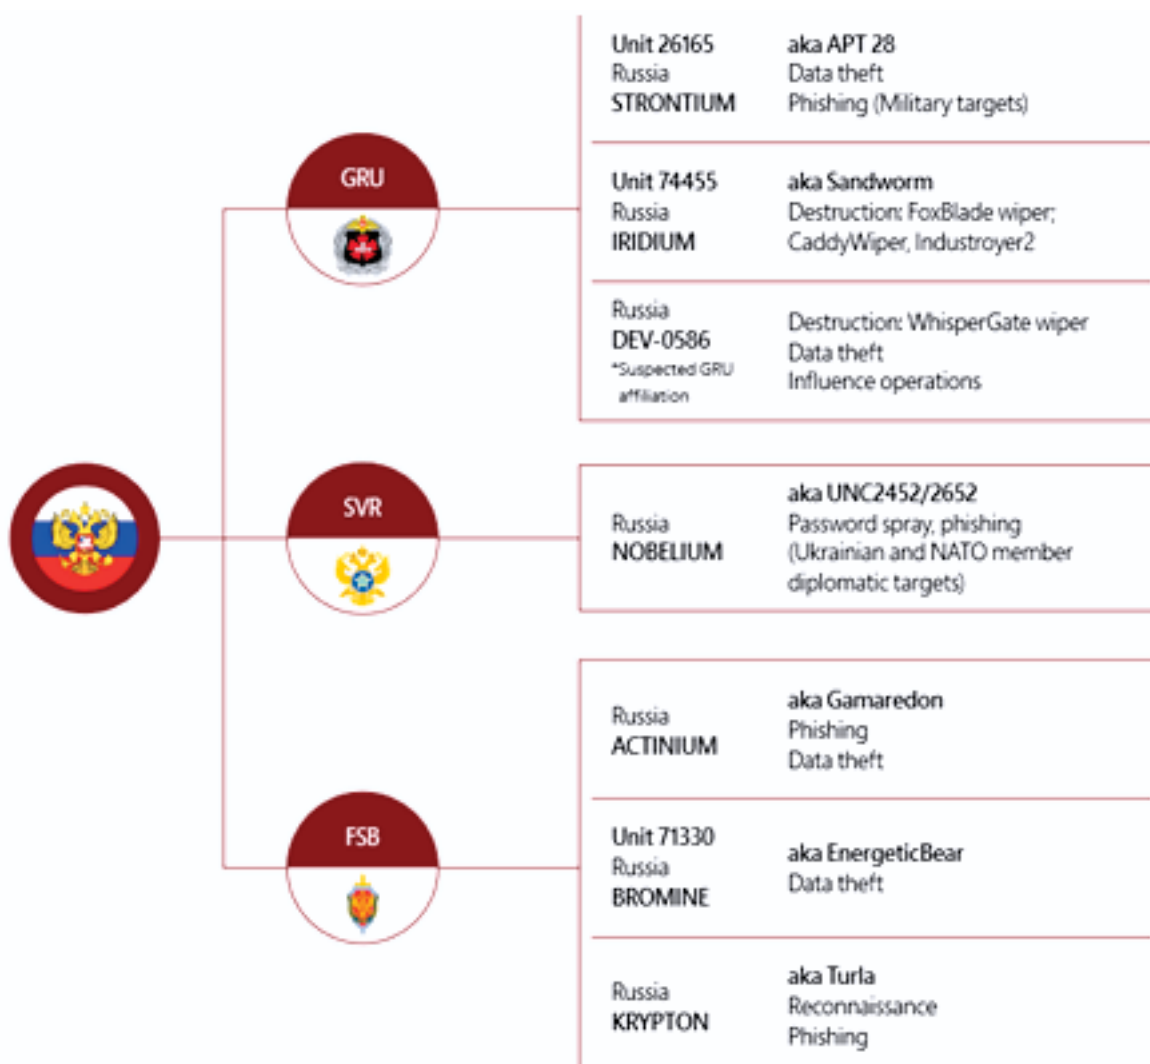 GRU
Unit 26165
Russia
STRONTIUM
aka APT 28
Data theft
Phishing (Military targets)
Unit 74455
Russia
IRIDIUM
aka Sandworm
Destruction: FoxBlade wiper;
CaddyWiper, Industroyer2
Russia
DEV-0586
*Suspected GRU
affiliation
Destruction: WhisperGate wiper
Data theft
Influence operations
SVR
Russia
NOBELIUM
aka UNC2452/2652
Password spray, phishing
(Ukrainian and NATO member
diplomatic targets)
FSB
Russia
ACTINIUM
aka Gamaredon
Phishing
Data theft
Unit 71330
Russia
BROMINE
aka EnergeticBear
Data theft
Russia
KRYPTON
aka Turla
Reconnaissance
Phishing